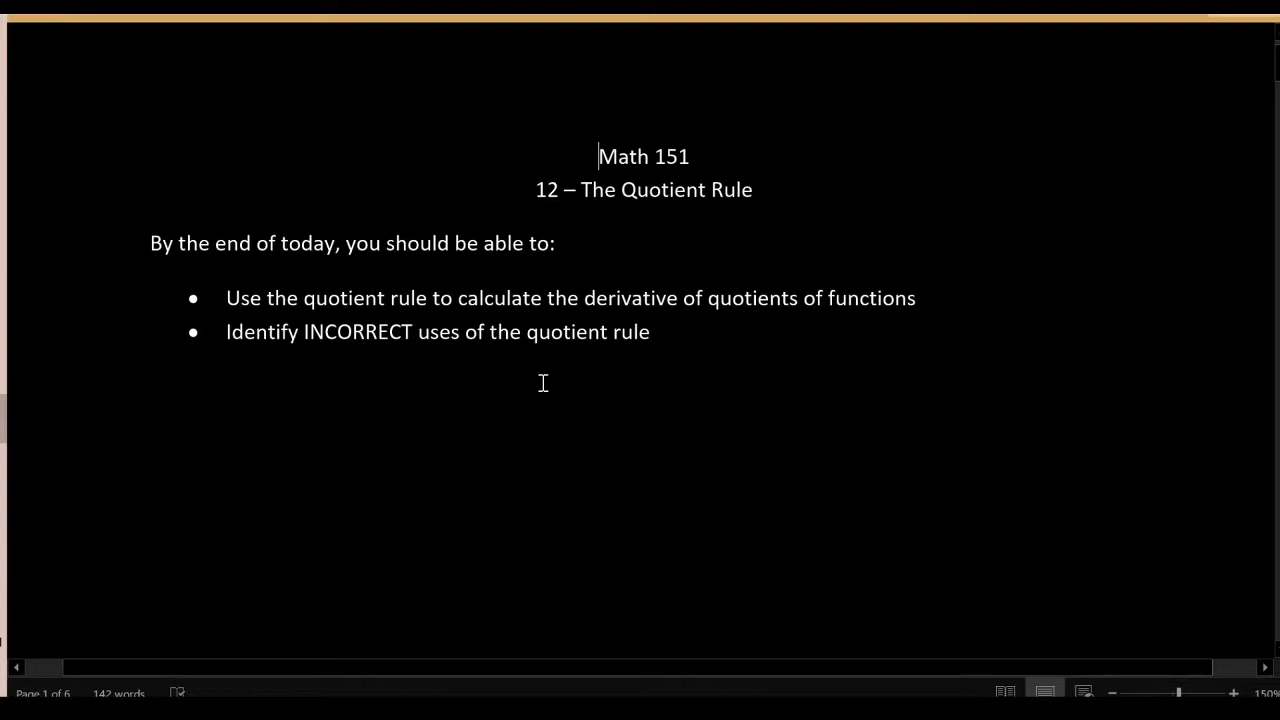 Math 151
12 – The Quotient Rule
By the end of today, you should be able to:
• Use the quotient rule to calculate the derivative of quotients of functions
• Identify INCORRECT uses of the quotient rule
Page 1 of 6 142 words 150%